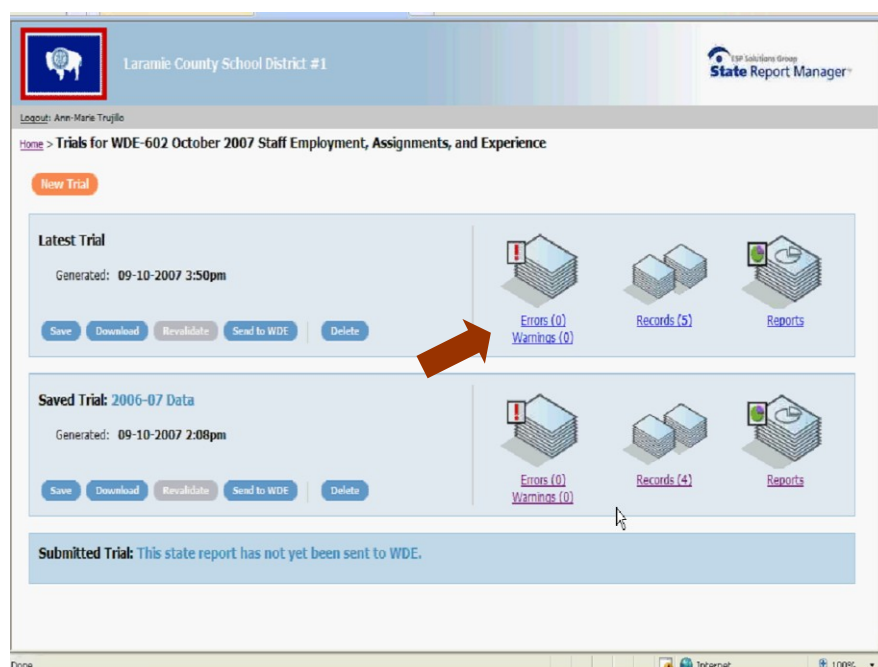 Laramie County School District #1
ESP Solutions Group
State Report Manager
Logout: Ann-Marie Trujillo
Home > Trials for WDE-602 October 2007 Staff Employment, Assignments, and Experience
New Trial
Latest Trial
Generated: 09-10-2007 3:50pm
Save Download Revalidate Send to WDE Delete
Errors (0) Records (5) Reports
Warnings (0)
Saved Trial: 2006-07 Data
Generated: 09-10-2007 2:08pm
Save Download Revalidate Send to WDE Delete
Errors (0) Records (4) Reports
Warnings (0)
Submitted Trial: This state report has not yet been sent to WDE.
Done Internet 100%